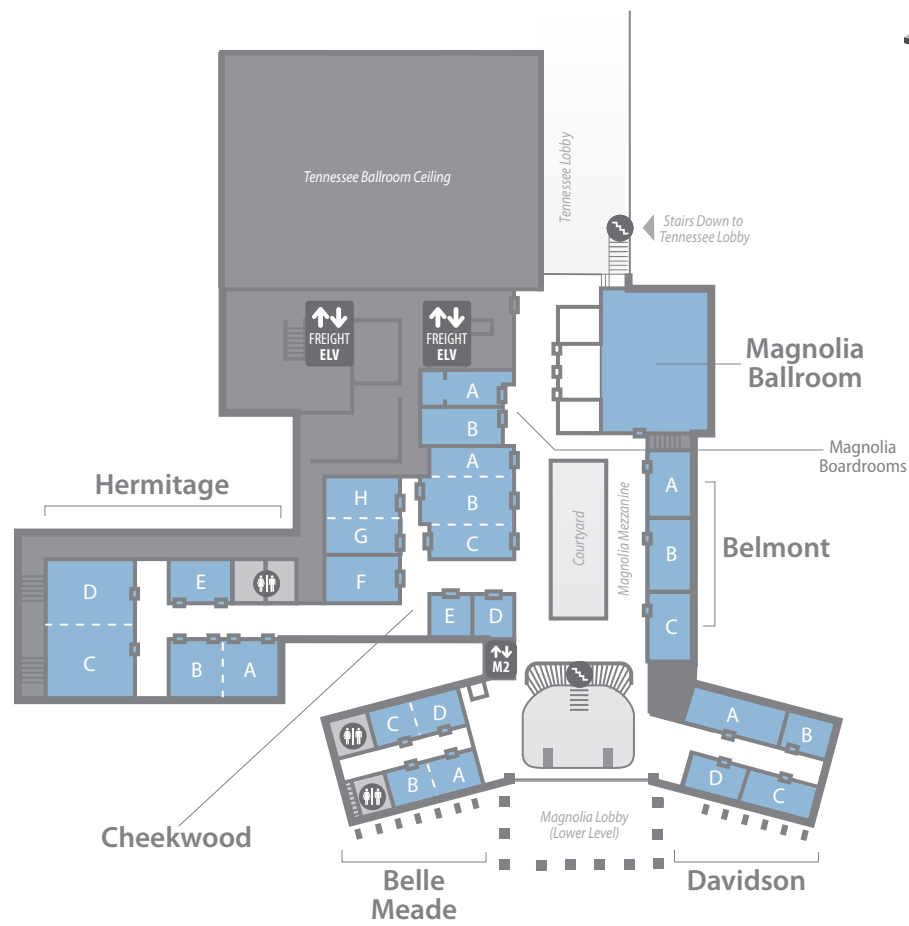 Tennessee Lobby
Tennessee Ballroom Ceiling
Stairs Down to
Tennessee Lobby
FREIGHT
ELV
FREIGHT
ELV
Magnolia
Ballroom
A
B
Magnolia
Boardrooms
A
B
C
Hermitage
H
G
F
Courtyard
Magnolia Mezzanine
A
B
C
Belmont
D
C
E
B
A
E
D
M2
C
D
B
A
A
B
D
C
Cheekwood
Magnolia Lobby
(Lower Level)
Belle
Meade
Davidson